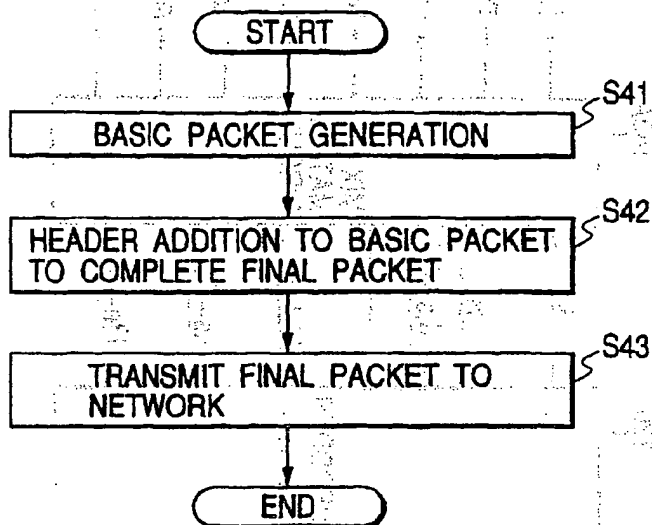 START
S41
BASIC PACKET GENERATION
S42
HEADER ADDITION TO BASIC PACKET
TO COMPLETE FINAL PACKET
S43
TRANSMIT FINAL PACKET TO
NETWORK
END